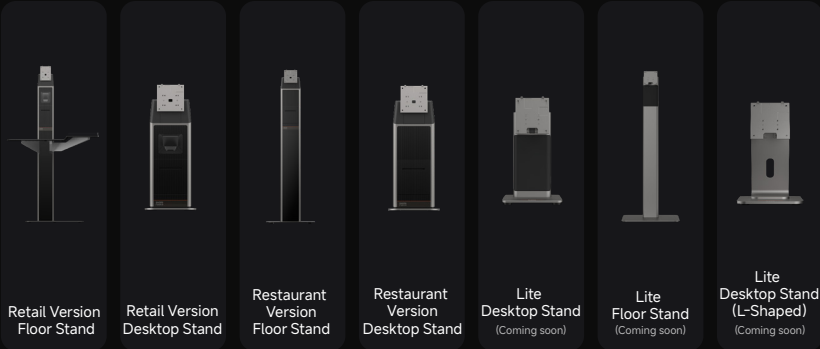 Retail Version
Floor Stand
Retail Version
Desktop Stand
Restaurant
Version
Floor Stand
Restaurant
Version
Desktop Stand
Lite
Desktop Stand
(Coming soon)
Lite
Floor Stand
(Coming soon)
Lite
Desktop Stand
(L-Shaped)
(Coming soon)